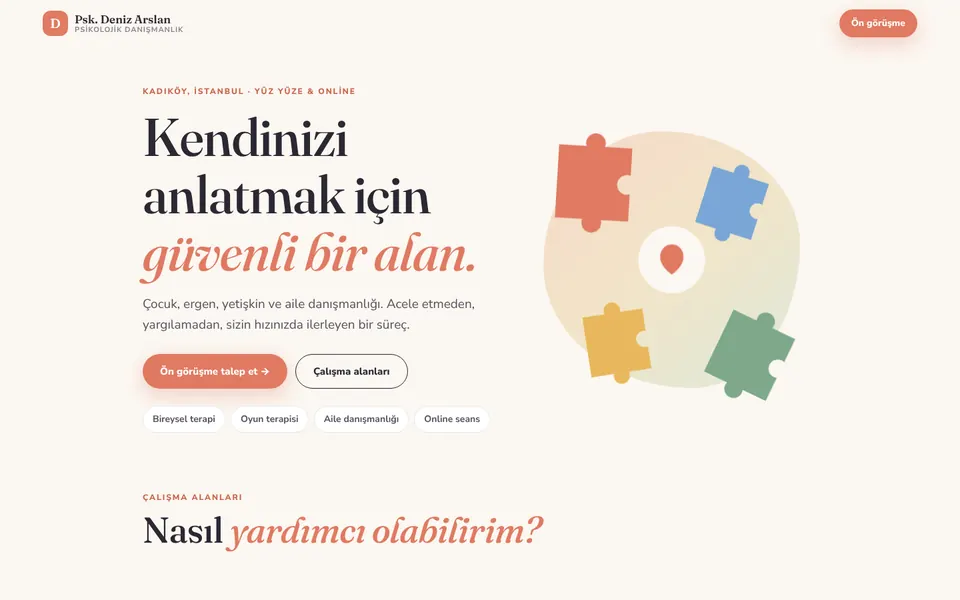 D
Psk. Deniz Arslan
PSİKOLOJİK DANIŞMANLIK
Ön görüşme
KADIKÖY, İSTANBUL · YÜZ YÜZE & ONLİNE
Kendinizi
anlatmak için
güvenli bir alan.
Çocuk, ergen, yetişkin ve aile danışmanlığı. Acele etmeden,
yargılamadan, sizin hızınızda ilerleyen bir süreç.
Ön görüşme talep et →
Çalışma alanları
Bireysel terapi
Oyun terapisi
Aile danışmanlığı
Online seans
ÇALIŞMA ALANLARI
Nasıl yardımcı olabilirim?